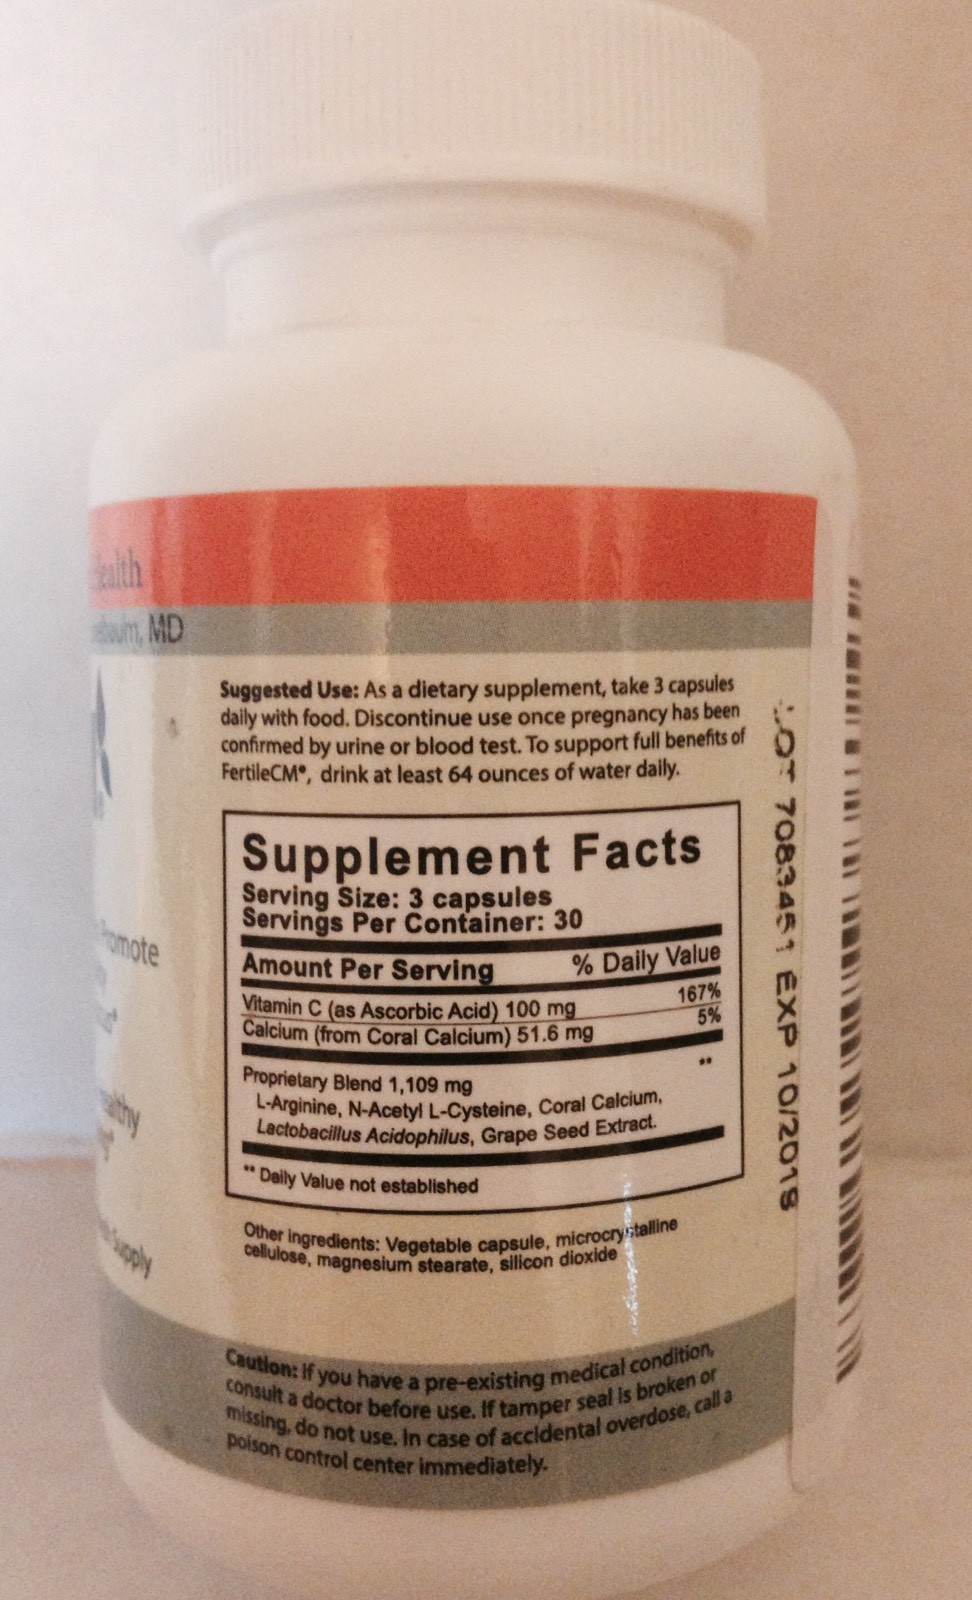 MD
Suggested Use: As a dietary supplement, take 3 capsules
daily with food. Discontinue use once pregnancy has been
confirmed by urine or blood test. To support full benefits of
FertileCM®, drink at least 64 ounces of water daily.
Supplement Facts
Serving Size: 3 capsules
Servings Per Container: 30
Amount Per Serving % Daily Value
Vitamin C (as Ascorbic Acid) 100 mg 167%
Calcium (from Coral Calcium) 51.6 mg 5%
Proprietary Blend 1,109 mg **
L-Arginine, N-Acetyl L-Cysteine, Coral Calcium,
Lactobacillus Acidophilus, Grape Seed Extract.
** Daily Value not established
Other ingredients: Vegetable capsule, microcrystalline
cellulose, magnesium stearate, silicon dioxide
Caution: If you have a pre-existing medical condition,
consult a doctor before use. If tamper seal is broken or
missing, do not use. In case of accidental overdose, call a
poison control center immediately.
Supply
LOT 7083451 EXP 10/2019